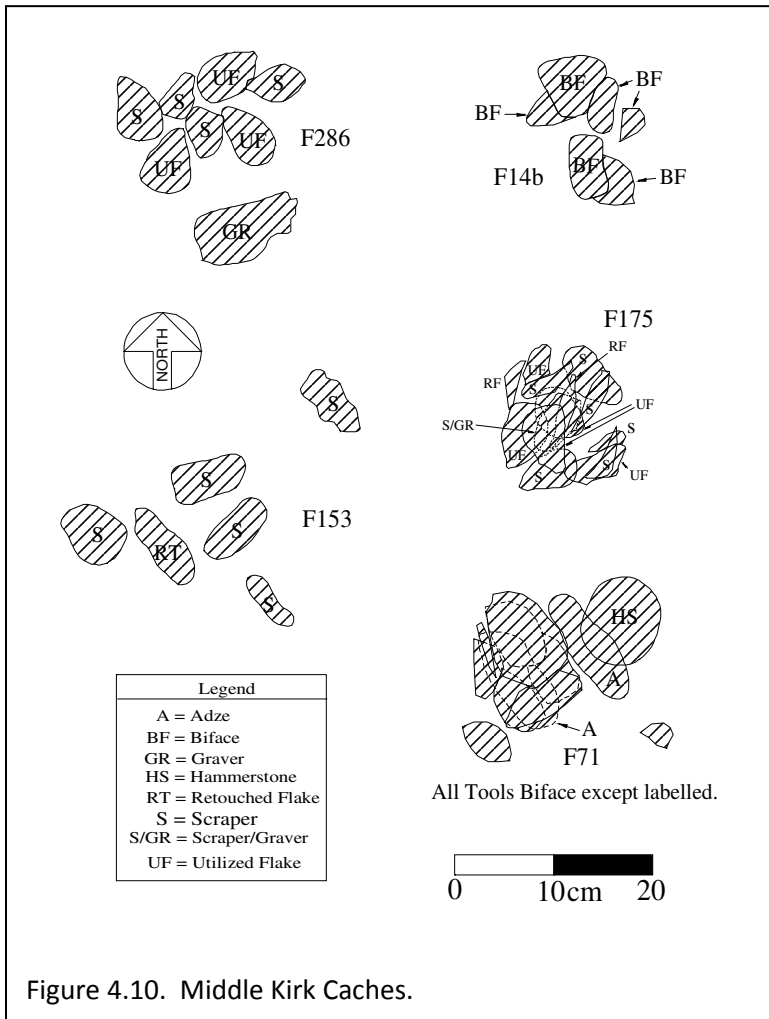 UF
S
S
S
S
UF
UF
F286
GR
BF
BF
BF
BF
F14b
BF
BF
NORTH
F175
RF
UF
S
RF
S
UF
S
S/GR
S
UF
S
S
UF
S
S
F153
S
S
RT
S
HS
A
A
F71
All Tools Biface except labelled.
Legend
A = Adze
BF = Biface
GR = Graver
HS = Hammerstone
RT = Retouched Flake
S = Scraper
S/GR = Scraper/Graver
UF = Utilized Flake
0 10cm 20
Figure 4.10. Middle Kirk Caches.